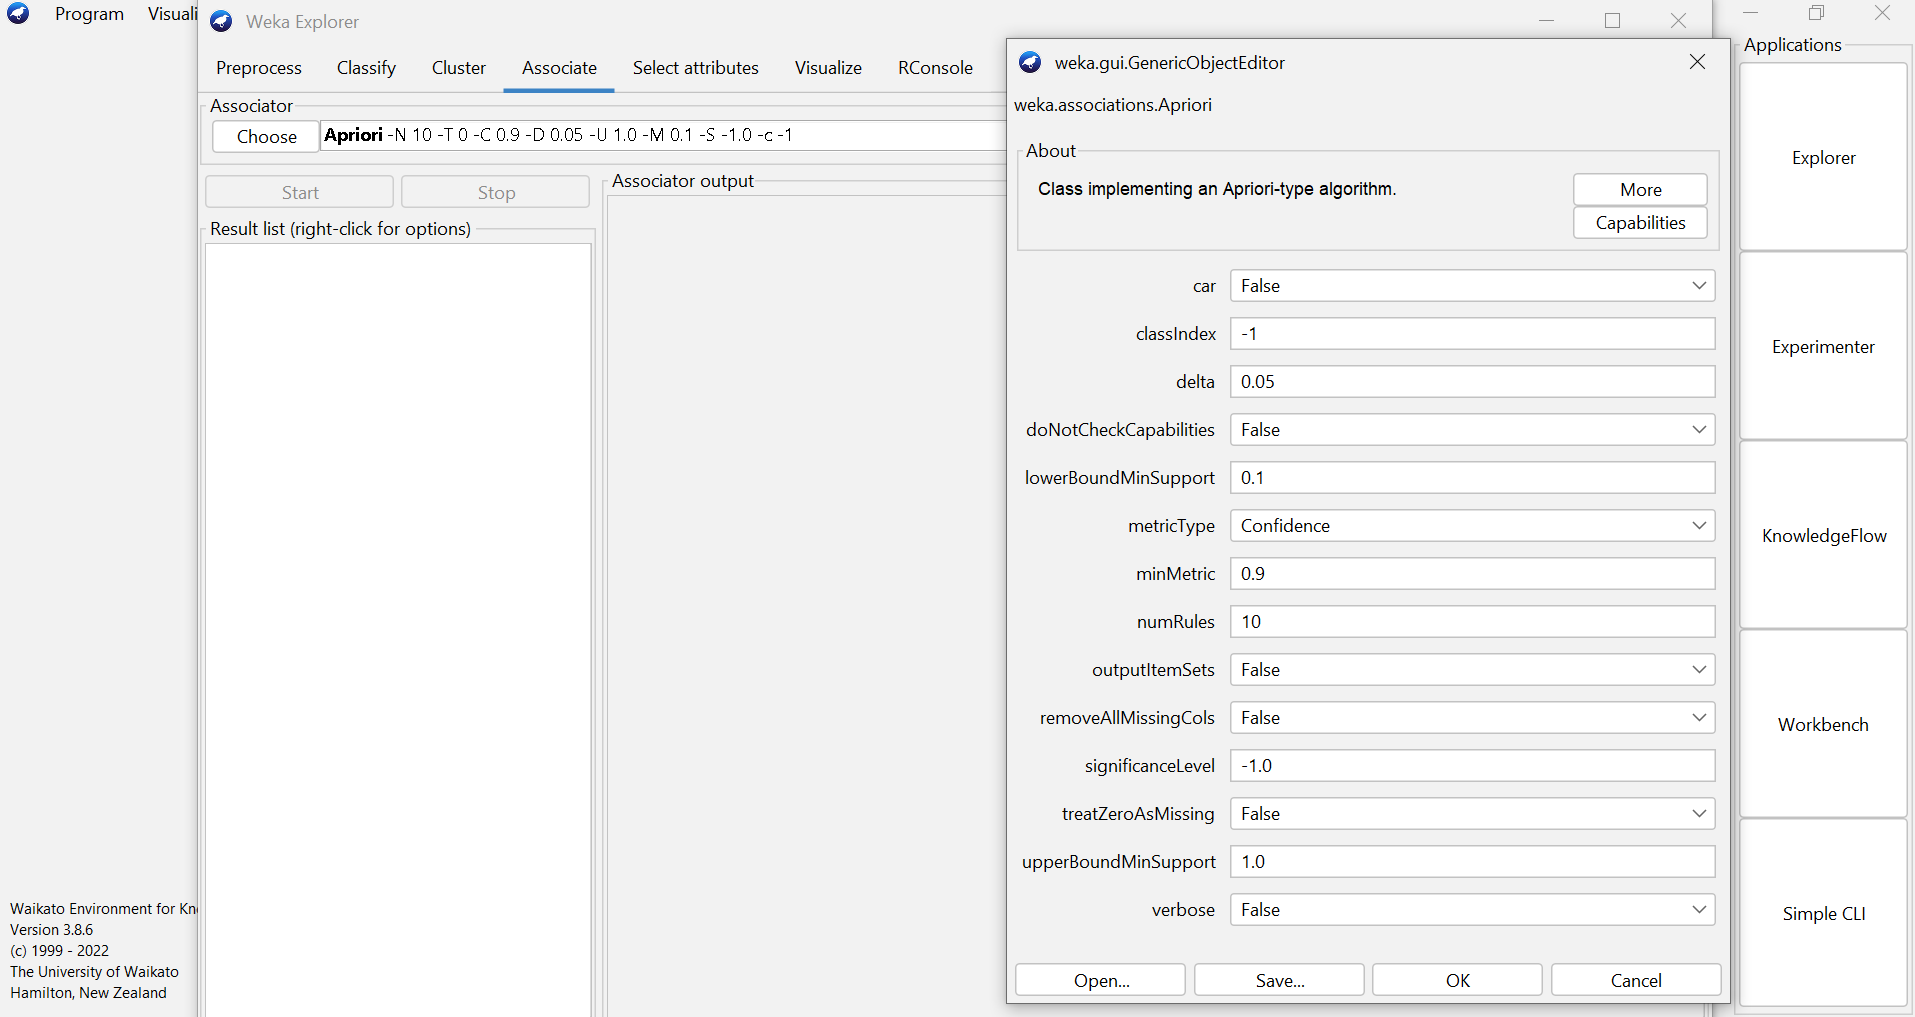 Program Visuali
Weka Explorer
Preprocess Classify Cluster Associate Select attributes Visualize RConsole
Associator
Choose Apriori -N 10 -T 0 -C 0.9 -D 0.05 -U 1.0 -M 0.1 -S -1.0 -c -1
Start Stop
Result list (right-click for options)
Associator output
weka.gui.GenericObjectEditor
weka.associations.Apriori
About
Class implementing an Apriori-type algorithm.
More
Capabilities
car False
classIndex -1
delta 0.05
doNotCheckCapabilities False
lowerBoundMinSupport 0.1
metricType Confidence
minMetric 0.9
numRules 10
outputItemSets False
removeAllMissingCols False
significanceLevel -1.0
treatZeroAsMissing False
upperBoundMinSupport 1.0
verbose False
Open... Save... OK Cancel
Applications
Explorer
Experimenter
KnowledgeFlow
Workbench
Simple CLI
Waikato Environment for Kn
Version 3.8.6
(c) 1999 - 2022
The University of Waikato
Hamilton, New Zealand